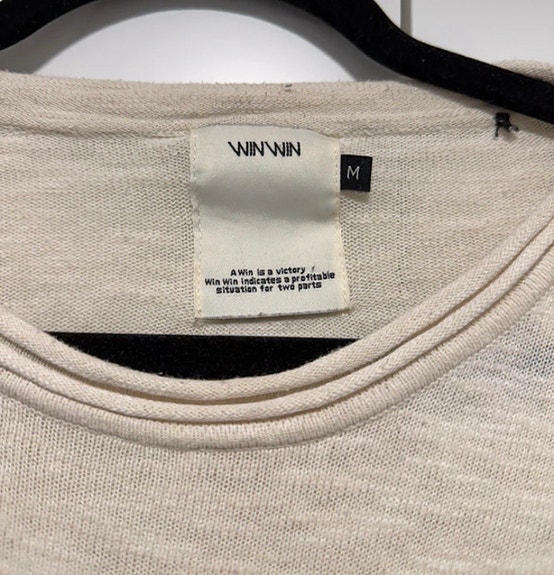 WIN WIN
M
A Win is a victory
Win Win indicates a profitable
situation for two parts